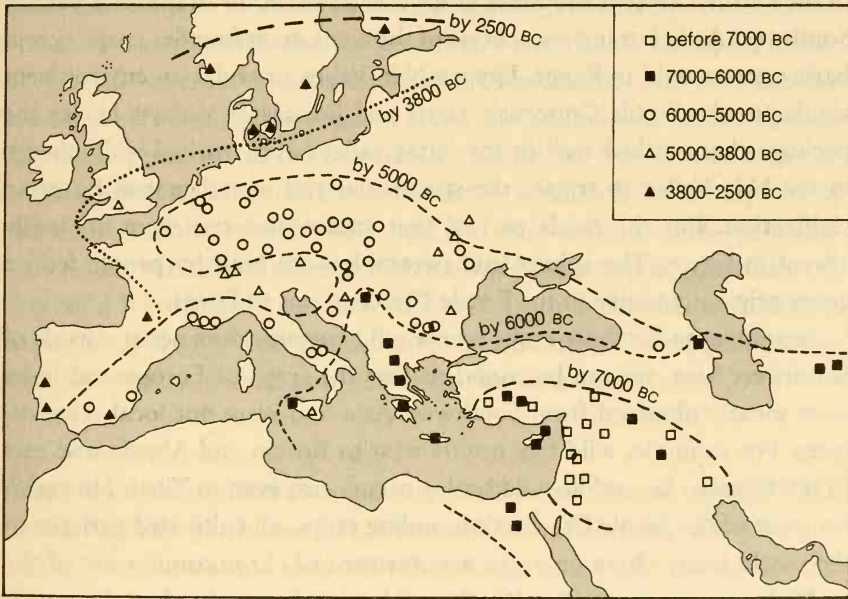 by 2500 BC
by 3800 BC
by 5000 BC
by 6000 BC
by 7000 BC
before 7000 BC
7000–6000 BC
6000–5000 BC
5000–3800 BC
3800–2500 BC